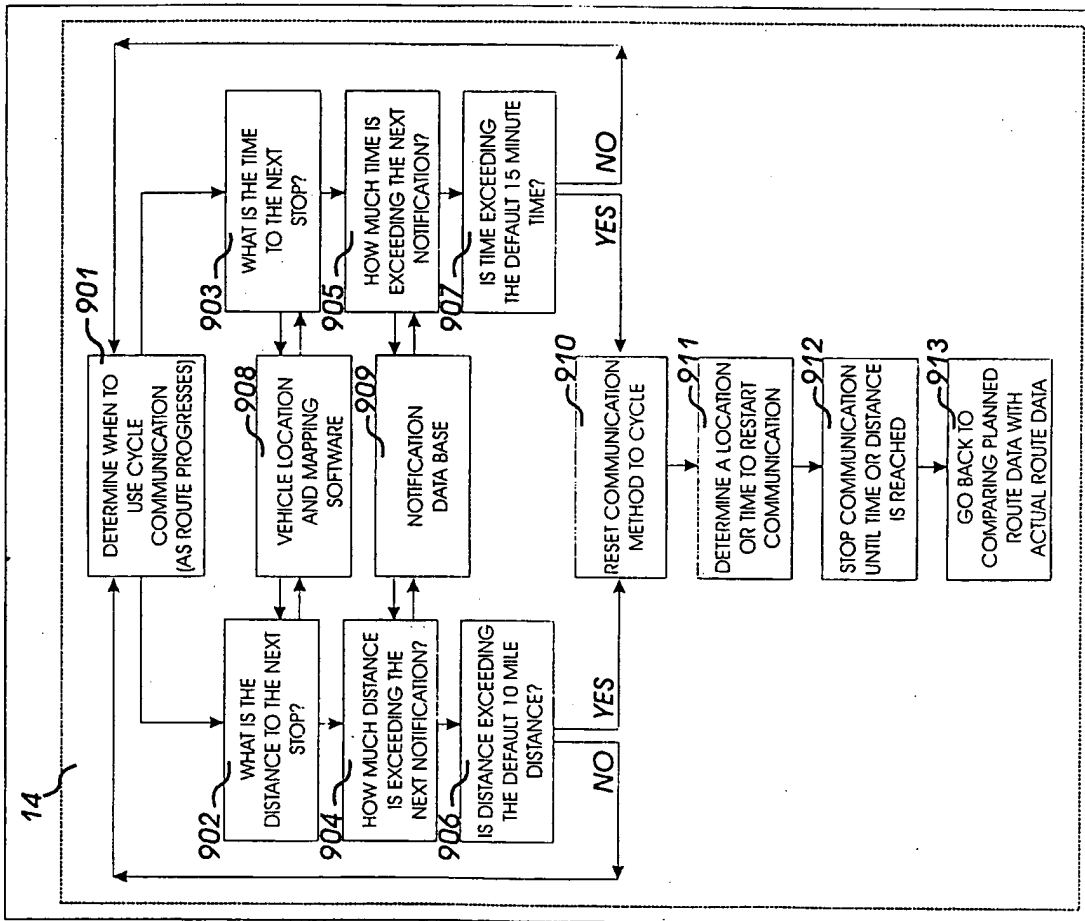 14
901
DETERMINE WHEN TO
USE CYCLE
COMMUNICATION
(AS ROUTE PROGRESSES)
902
WHAT IS THE
DISTANCE TO THE NEXT
STOP?
908
VEHICLE LOCATION
AND MAPPING
SOFTWARE
903
WHAT IS THE TIME
TO THE NEXT
STOP?
904
HOW MUCH DISTANCE
IS EXCEEDING THE
NEXT NOTIFICATION?
909
NOTIFICATION
DATA BASE
905
HOW MUCH TIME IS
EXCEEDING THE NEXT
NOTIFICATION?
906
IS DISTANCE EXCEEDING
THE DEFAULT 10 MILE
DISTANCE?
907
IS TIME EXCEEDING
THE DEFAULT 15 MINUTE
TIME?
NO
YES
YES
NO
910
RESET COMMUNICATION
METHOD TO CYCLE
911
DETERMINE A LOCATION
OR TIME TO RESTART
COMMUNICATION
912
STOP COMMUNICATION
UNTIL TIME OR DISTANCE
IS REACHED
913
GO BACK TO
COMPARING PLANNED
ROUTE DATA WITH
ACTUAL ROUTE DATA